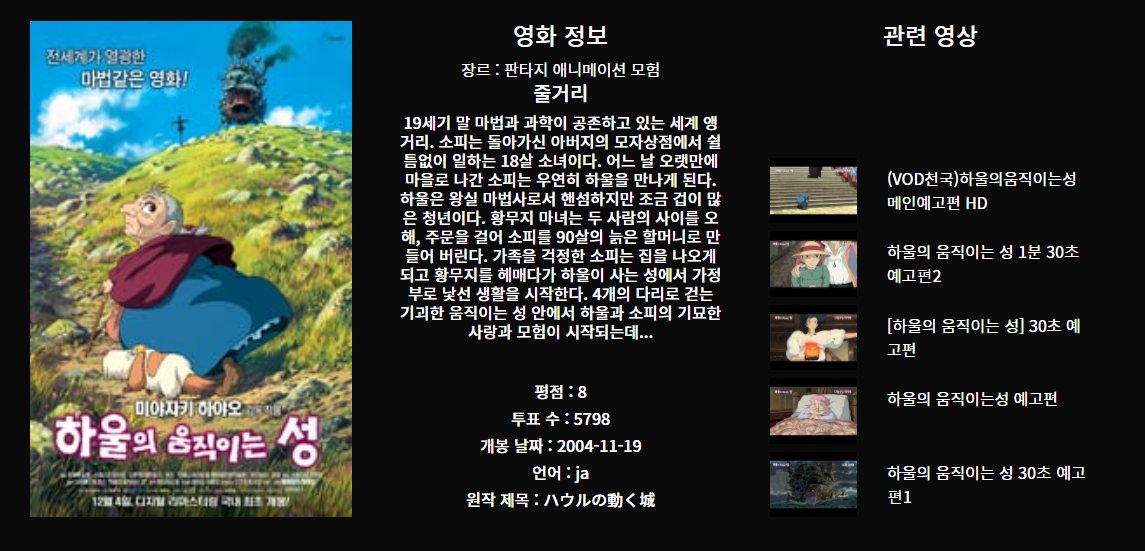 전세계가 열광한
마법같은 영화!
미야자키 하야오 감독 작품
하울의 움직이는 성
12월 4일, 디지털 리마스터링 국내 최초 개봉!
영화 정보
장르 : 판타지 애니메이션 모험
줄거리
19세기 말 마법과 과학이 공존하고 있는 세계 앵
거리. 소피는 돌아가신 아버지의 모자상점에서 쉴
틈없이 일하는 18살 소녀이다. 어느 날 오랫만에
마을로 나간 소피는 우연히 하울을 만나게 된다.
하울은 왕실 마법사로서 핸섬하지만 조금 겁이 많
은 청년이다. 황무지 마녀는 두 사람의 사이를 오
해, 주문을 걸어 소피를 90살의 늙은 할머니로 만
들어 버린다. 가족을 걱정한 소피는 집을 나오게
되고 황무지를 헤매다가 하울이 사는 성에서 가정
부로 낯선 생활을 시작한다. 4개의 다리로 걷는
기괴한 움직이는 성 안에서 하울과 소피의 기묘한
사랑과 모험이 시작되는데...
평점 : 8
투표 수 : 5798
개봉 날짜 : 2004-11-19
언어 : ja
원작 제목 : ハウルの動く城
관련 영상
(VOD천국)하울의움직이는성
메인예고편 HD
하울의 움직이는 성 1분 30초
예고편2
[하울의 움직이는 성] 30초 예
고편
하울의 움직이는성 예고편
하울의 움직이는 성 30초 예고
편1